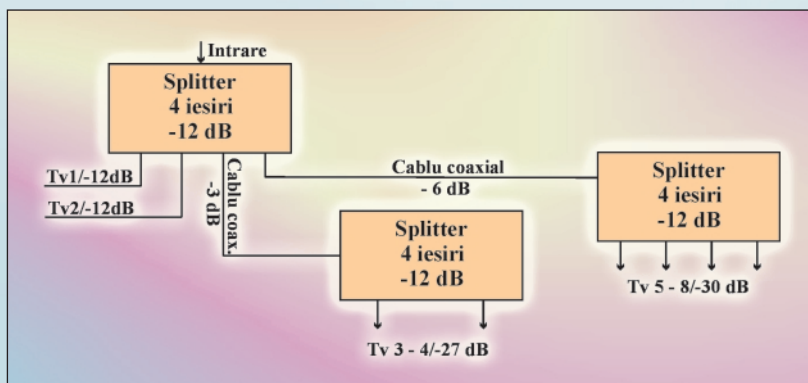 Intrare
Splitter
4 iesiri
-12 dB
Tv1/-12dB
Tv2/-12dB
Cablu coax.
-3 dB
Cablu coaxial
- 6 dB
Splitter
4 iesiri
-12 dB
Splitter
4 iesiri
-12 dB
Tv 5 - 8/-30 dB
Tv 3 - 4/-27 dB